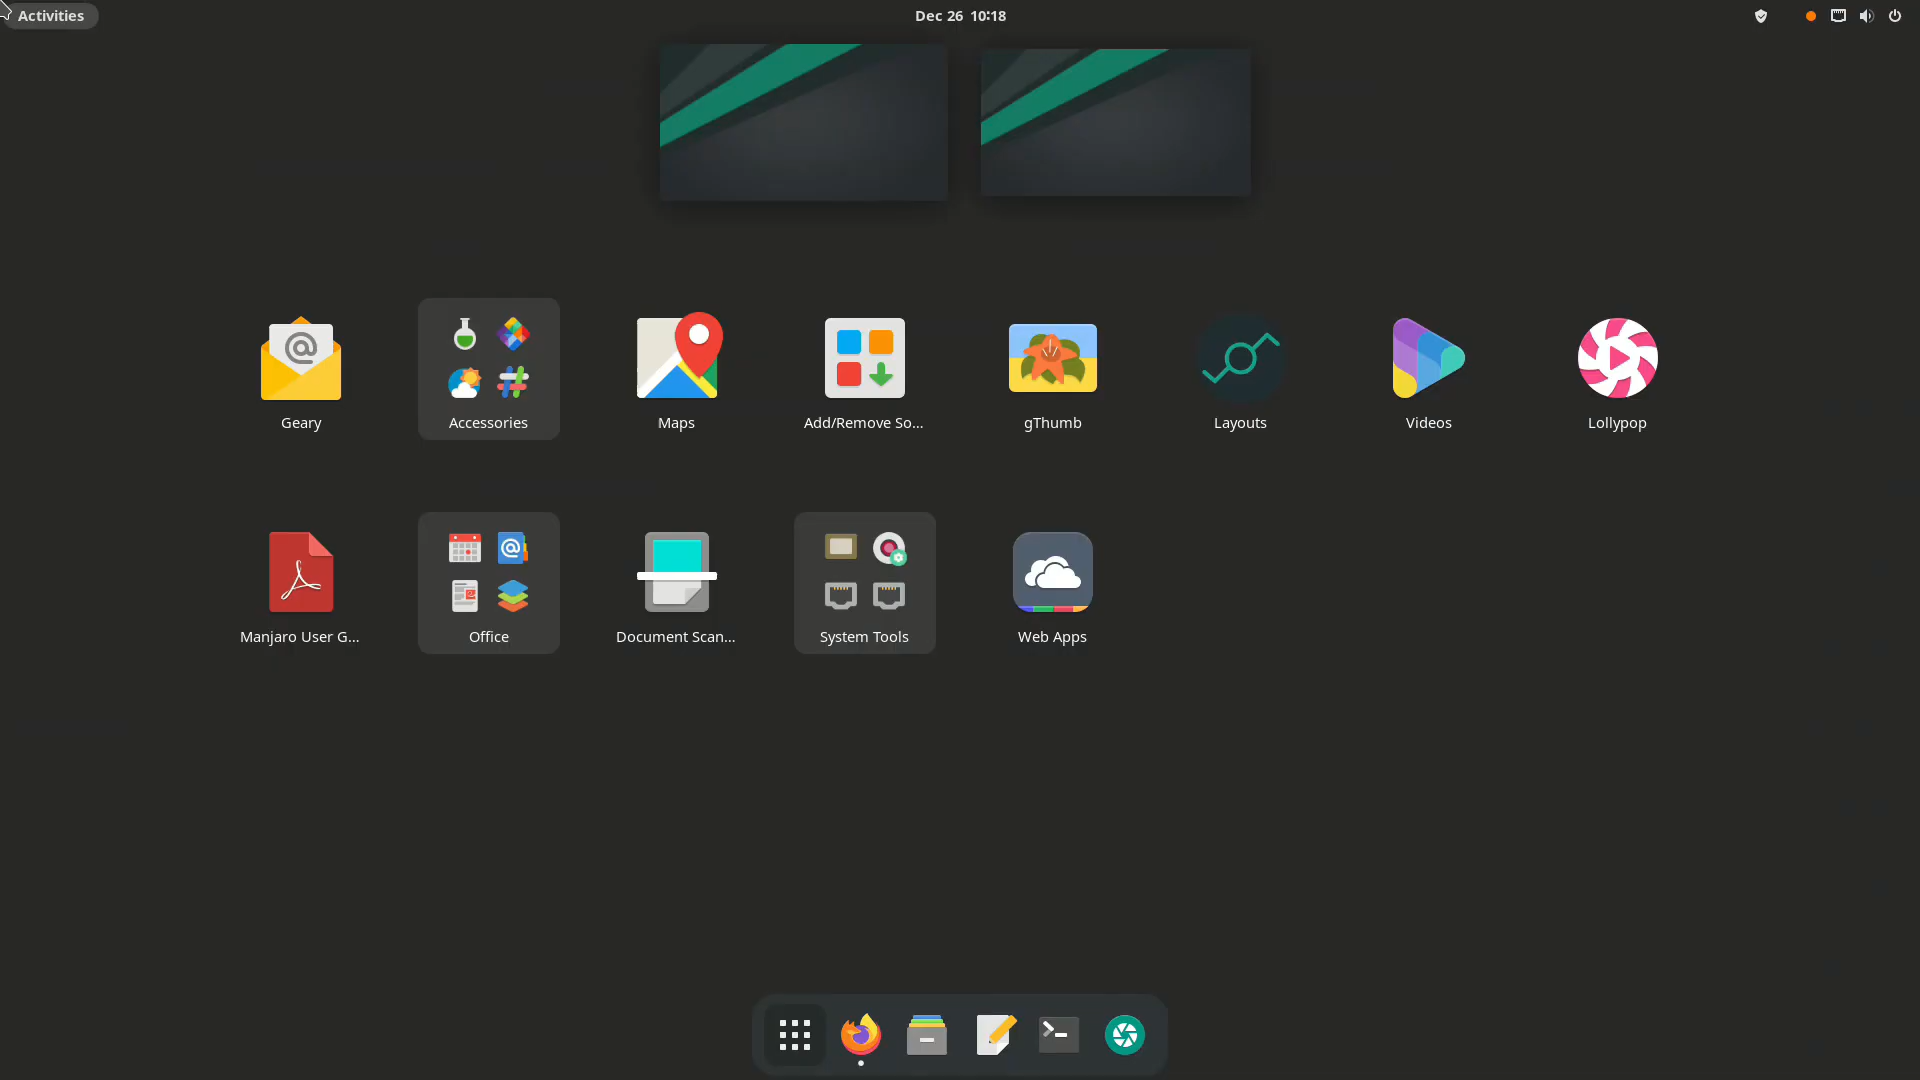 Activities
Dec 26 10:18
Geary
Accessories
Maps
Add/Remove So...
gThumb
Layouts
Videos
Lollypop
Manjaro User G...
Office
Document Scan...
System Tools
Web Apps